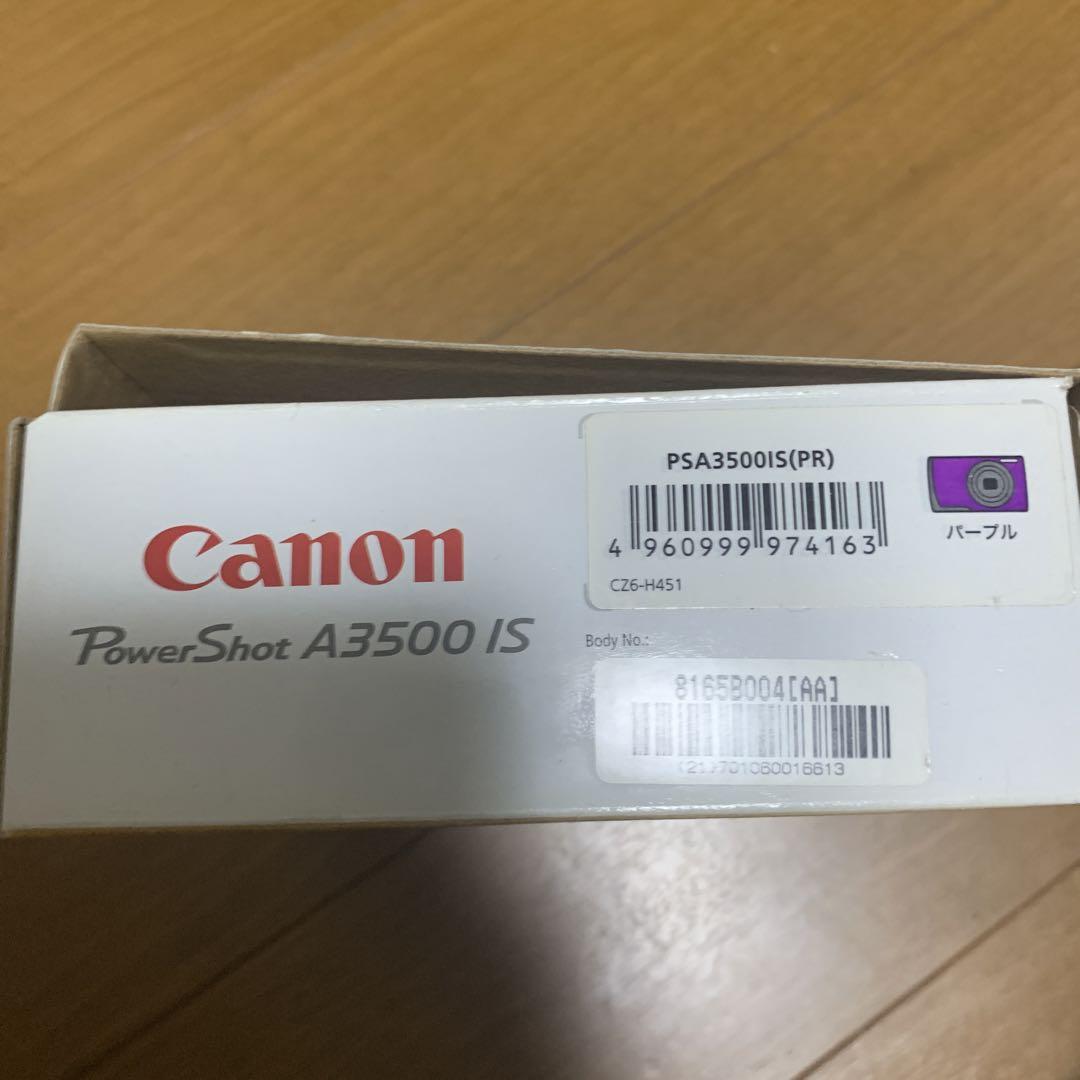 Canon
PowerShot A3500 IS
PSA3500IS(PR)
4 960999 974163
パープル
CZ6-H451
Body No.:
8165B004[AA]
(21)701060016613